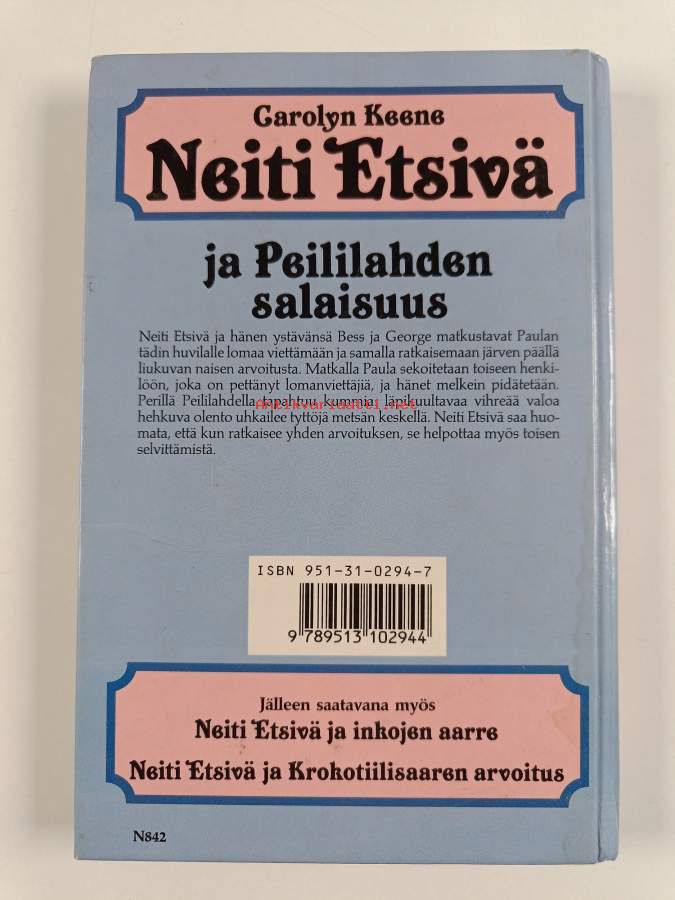 Carolyn Keene
Neiti Etsivä
ja Peililahden
salaisuus
Neiti Etsivä ja hänen ystävänsä Bess ja George matkustavat Paulan
tädin huvilalle lomaa viettämään ja samalla ratkaisemaan järven päällä
liukuvan naisen arvoitusta. Matkalla Paula sekoitetaan toiseen henki-
löön, joka on pettänyt lomanviettäjiä, ja hänet melkein pidätetään.
Perillä Peililahdella tapahtuu kummia: läpikuultavaa vihreää valoa
hehkuva olento uhkailee tyttöjä metsän keskellä. Neiti Etsivä saa huo-
mata, että kun ratkaisee yhden arvoituksen, se helpottaa myös toisen
selvittämistä.
Antikvariaatti.net
ISBN 951-31-0294-7
9 789513 102944
Jälleen saatavana myös
Neiti Etsivä ja inkojen aarre
Neiti Etsivä ja Krokotiilisaaren arvoitus
N842